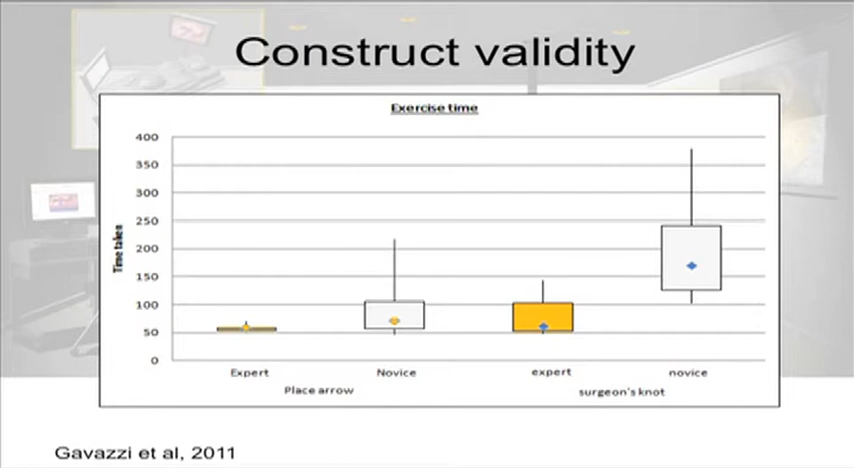 Construct validity
Exercise time
Time taken
400
350
300
250
200
150
100
50
0
Expert Novice expert novice
Place arrow surgeon's knot
Gavazzi et al, 2011